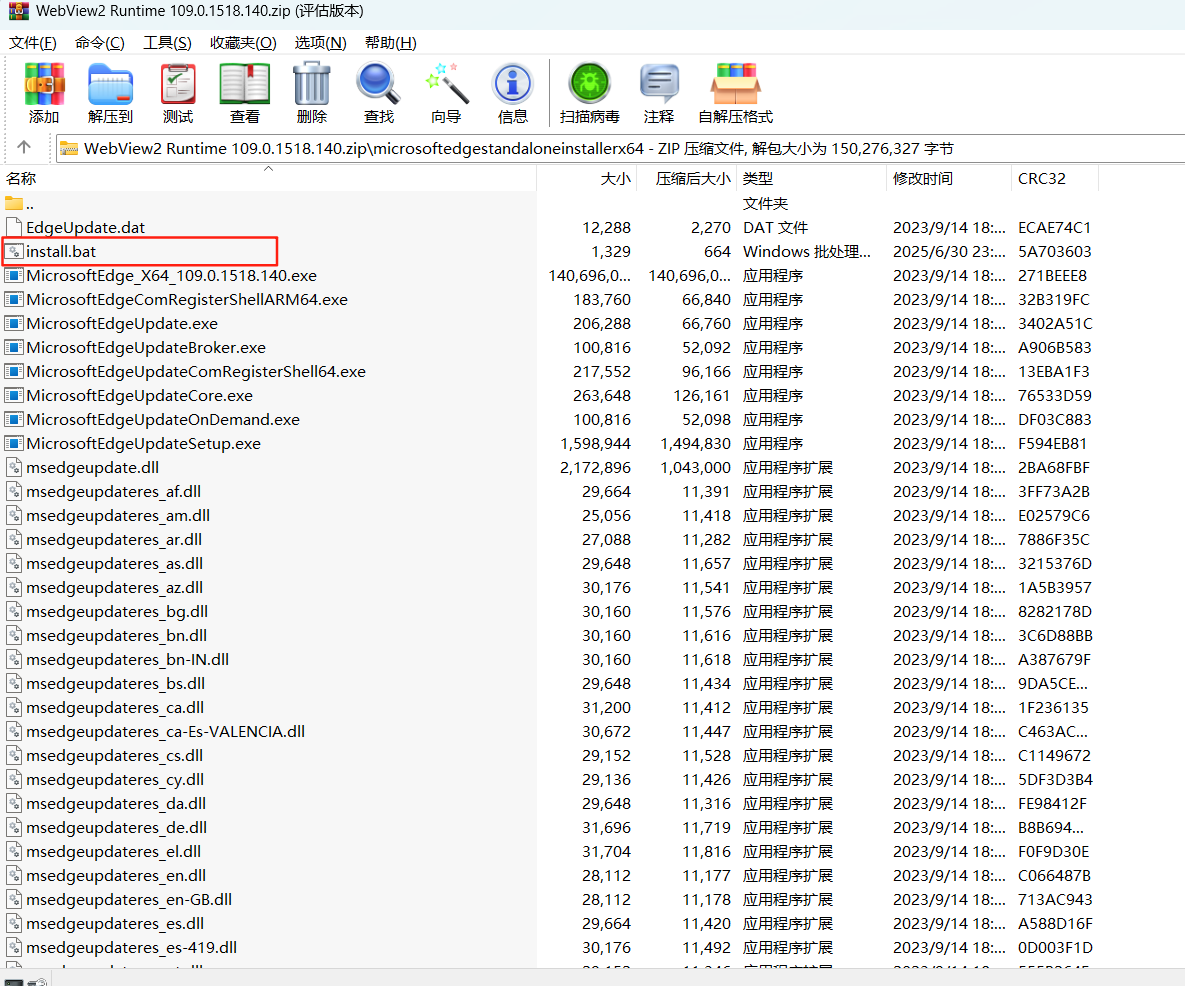 WebView2 Runtime 109.0.1518.140.zip (评估版本)
文件(F) 命令(C) 工具(S) 收藏夹(O) 选项(N) 帮助(H)
添加 解压到 测试 查看 删除 查找 向导 信息 扫描病毒 注释 自解压格式
WebView2 Runtime 109.0.1518.140.zip\microsoftedgestandaloneinstallerx64 - ZIP 压缩文件, 解包大小为 150,276,327 字节
名称 大小 压缩后大小 类型 修改时间 CRC32
.. 文件夹
EdgeUpdate.dat 12,288 2,270 DAT 文件 2023/9/14 18:... ECAE74C1
install.bat 1,329 664 Windows 批处理... 2025/6/30 23:... 5A703603
MicrosoftEdge_X64_109.0.1518.140.exe 140,696,0... 140,696,0... 应用程序 2023/9/14 18:... 271BEEE8
MicrosoftEdgeComRegisterShellARM64.exe 183,760 66,840 应用程序 2023/9/14 18:... 32B319FC
MicrosoftEdgeUpdate.exe 206,288 66,760 应用程序 2023/9/14 18:... 3402A51C
MicrosoftEdgeUpdateBroker.exe 100,816 52,092 应用程序 2023/9/14 18:... A906B583
MicrosoftEdgeUpdateComRegisterShell64.exe 217,552 96,166 应用程序 2023/9/14 18:... 13EBA1F3
MicrosoftEdgeUpdateCore.exe 263,648 126,161 应用程序 2023/9/14 18:... 76533D59
MicrosoftEdgeUpdateOnDemand.exe 100,816 52,098 应用程序 2023/9/14 18:... DF03C883
MicrosoftEdgeUpdateSetup.exe 1,598,944 1,494,830 应用程序 2023/9/14 18:... F594EB81
msedgeupdate.dll 2,172,896 1,043,000 应用程序扩展 2023/9/14 18:... 2BA68FBF
msedgeupdateres_af.dll 29,664 11,391 应用程序扩展 2023/9/14 18:... 3FF73A2B
msedgeupdateres_am.dll 25,056 11,418 应用程序扩展 2023/9/14 18:... E02579C6
msedgeupdateres_ar.dll 27,088 11,282 应用程序扩展 2023/9/14 18:... 7886F35C
msedgeupdateres_as.dll 29,648 11,657 应用程序扩展 2023/9/14 18:... 3215376D
msedgeupdateres_az.dll 30,176 11,541 应用程序扩展 2023/9/14 18:... 1A5B3957
msedgeupdateres_bg.dll 30,160 11,576 应用程序扩展 2023/9/14 18:... 8282178D
msedgeupdateres_bn.dll 30,160 11,616 应用程序扩展 2023/9/14 18:... 3C6D88BB
msedgeupdateres_bn-IN.dll 30,160 11,618 应用程序扩展 2023/9/14 18:... A387679F
msedgeupdateres_bs.dll 29,648 11,434 应用程序扩展 2023/9/14 18:... 9DA5CE...
msedgeupdateres_ca.dll 31,200 11,412 应用程序扩展 2023/9/14 18:... 1F236135
msedgeupdateres_ca-Es-VALENCIA.dll 30,672 11,447 应用程序扩展 2023/9/14 18:... C463AC...
msedgeupdateres_cs.dll 29,152 11,528 应用程序扩展 2023/9/14 18:... C1149672
msedgeupdateres_cy.dll 29,136 11,426 应用程序扩展 2023/9/14 18:... 5DF3D3B4
msedgeupdateres_da.dll 29,648 11,316 应用程序扩展 2023/9/14 18:... FE98412F
msedgeupdateres_de.dll 31,696 11,719 应用程序扩展 2023/9/14 18:... B8B694...
msedgeupdateres_el.dll 31,704 11,816 应用程序扩展 2023/9/14 18:... F0F9D30E
msedgeupdateres_en.dll 28,112 11,177 应用程序扩展 2023/9/14 18:... C066487B
msedgeupdateres_en-GB.dll 28,112 11,178 应用程序扩展 2023/9/14 18:... 713AC943
msedgeupdateres_es.dll 29,664 11,420 应用程序扩展 2023/9/14 18:... A588D16F
msedgeupdateres_es-419.dll 30,176 11,492 应用程序扩展 2023/9/14 18:... 0D003F1D